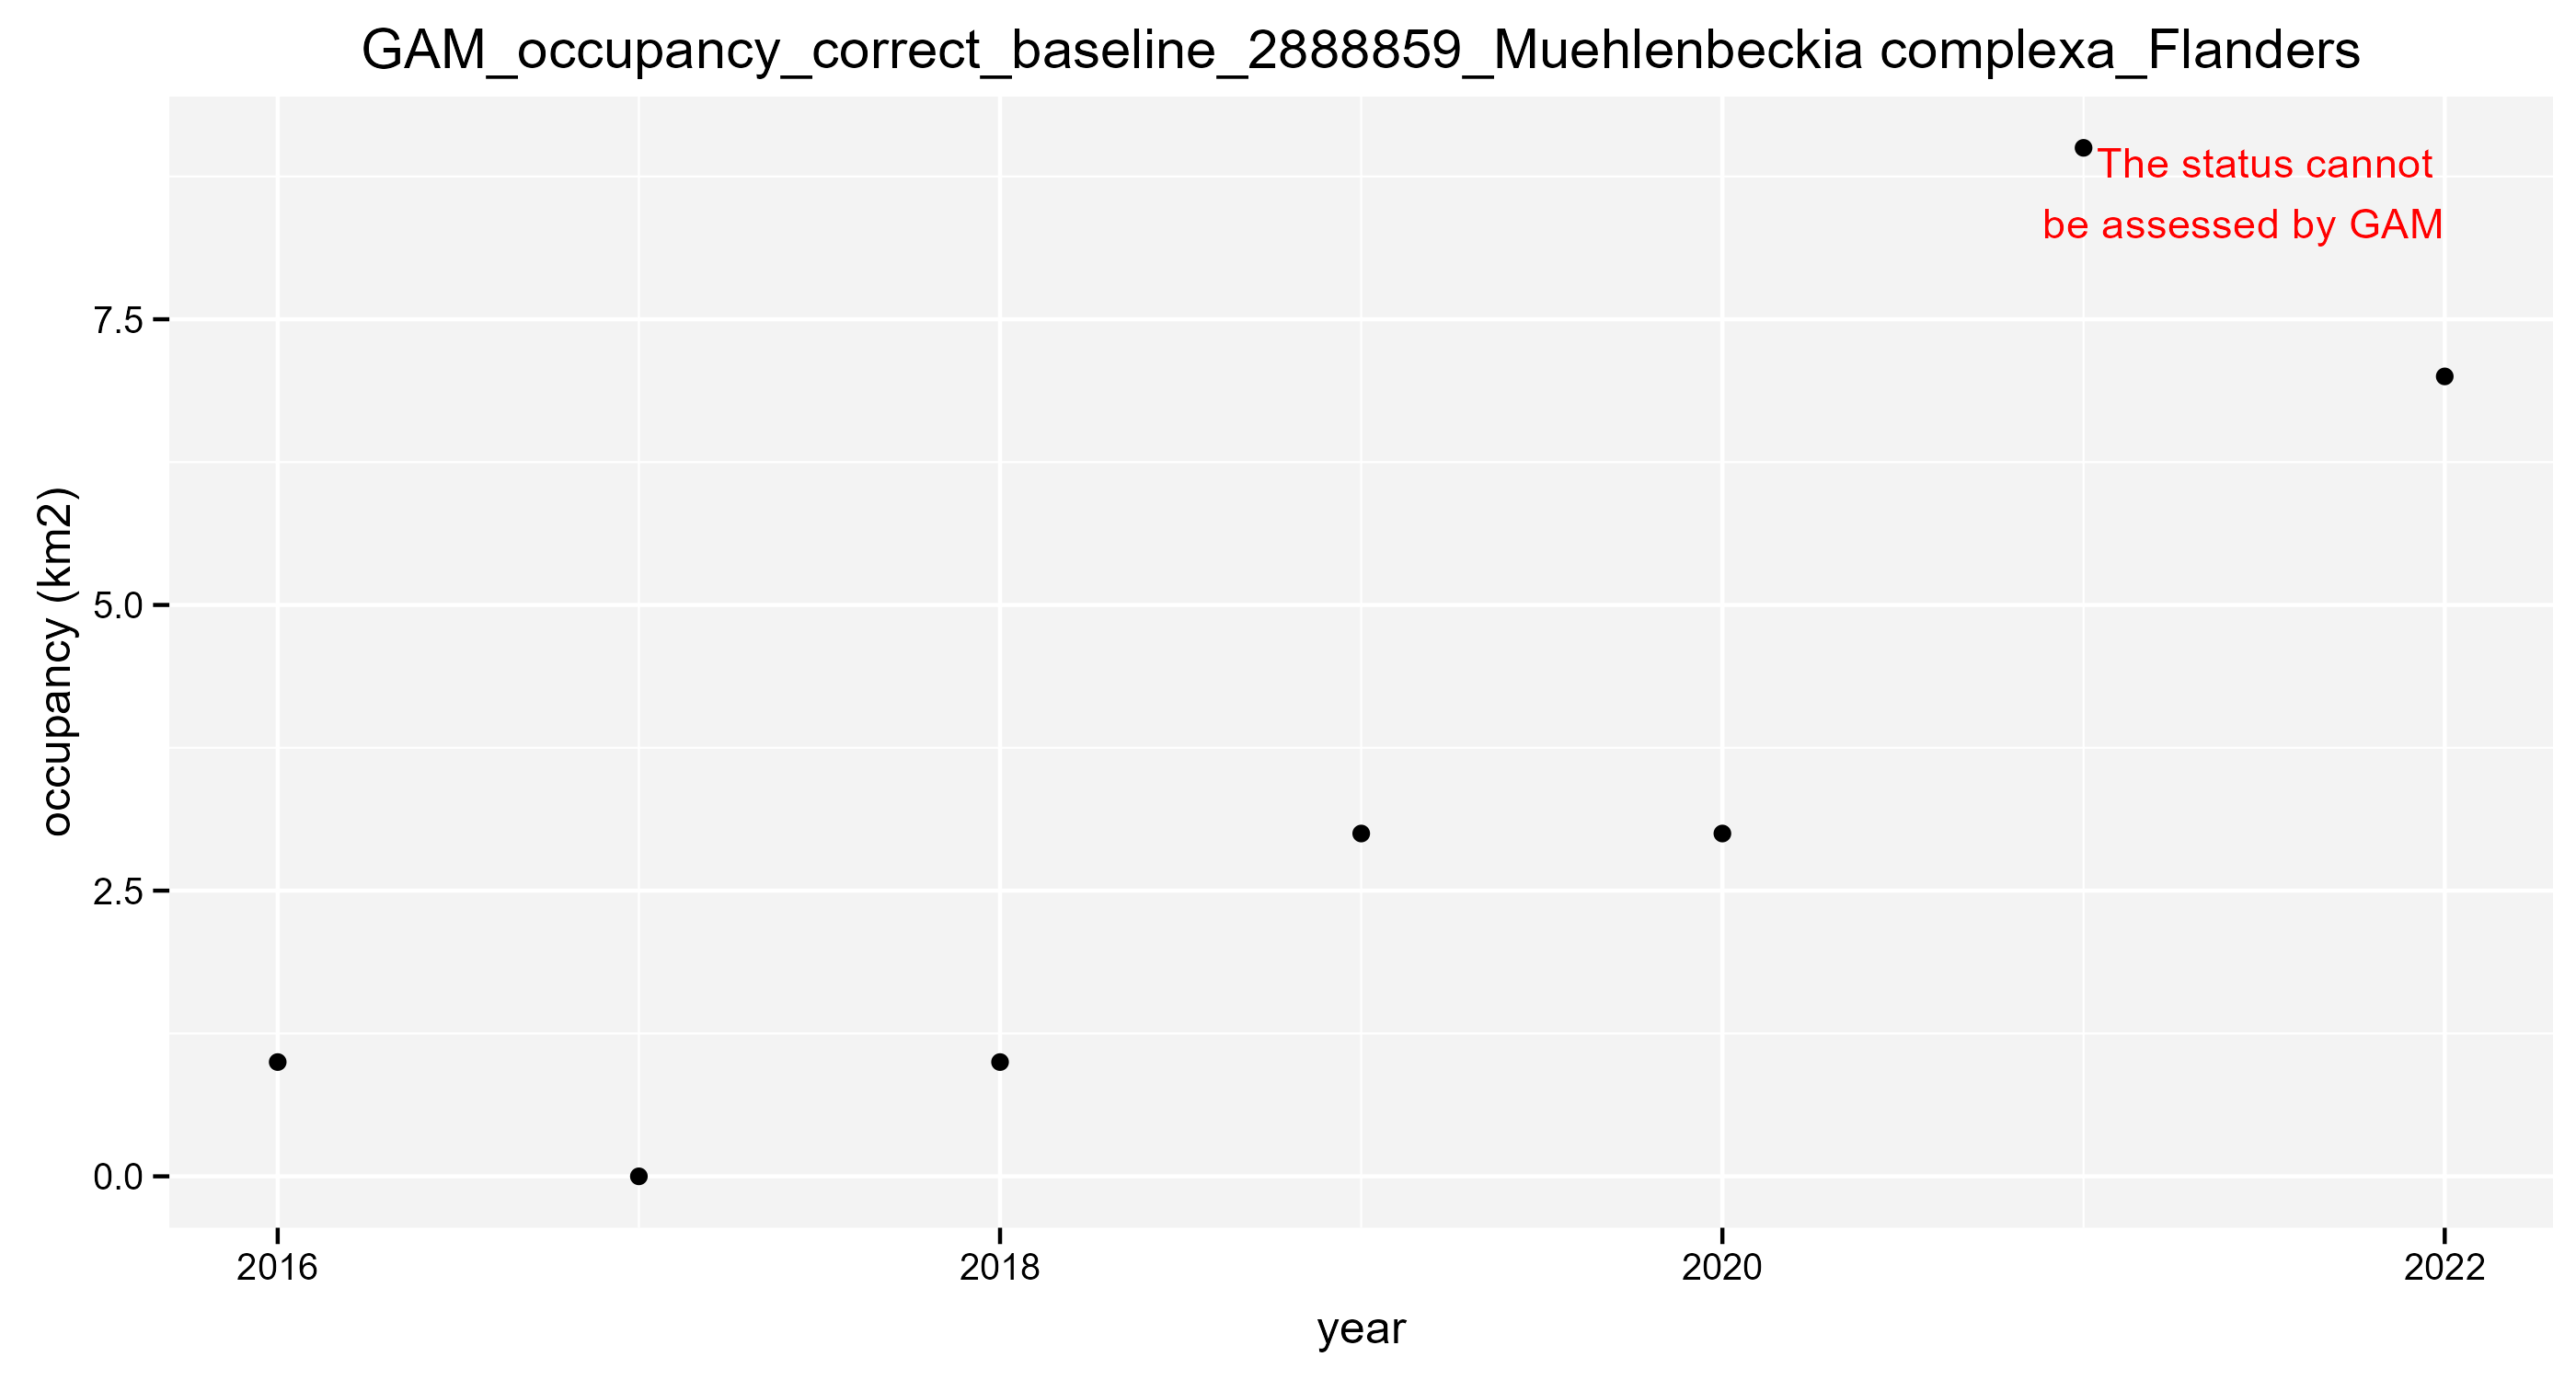 GAM_occupancy_correct_baseline_2888859_Muehlenbeckia complexa_Flanders
The status cannot
be assessed by GAM
7.5
5.0
2.5
0.0
occupancy (km2)
2016
2018
2020
2022
year